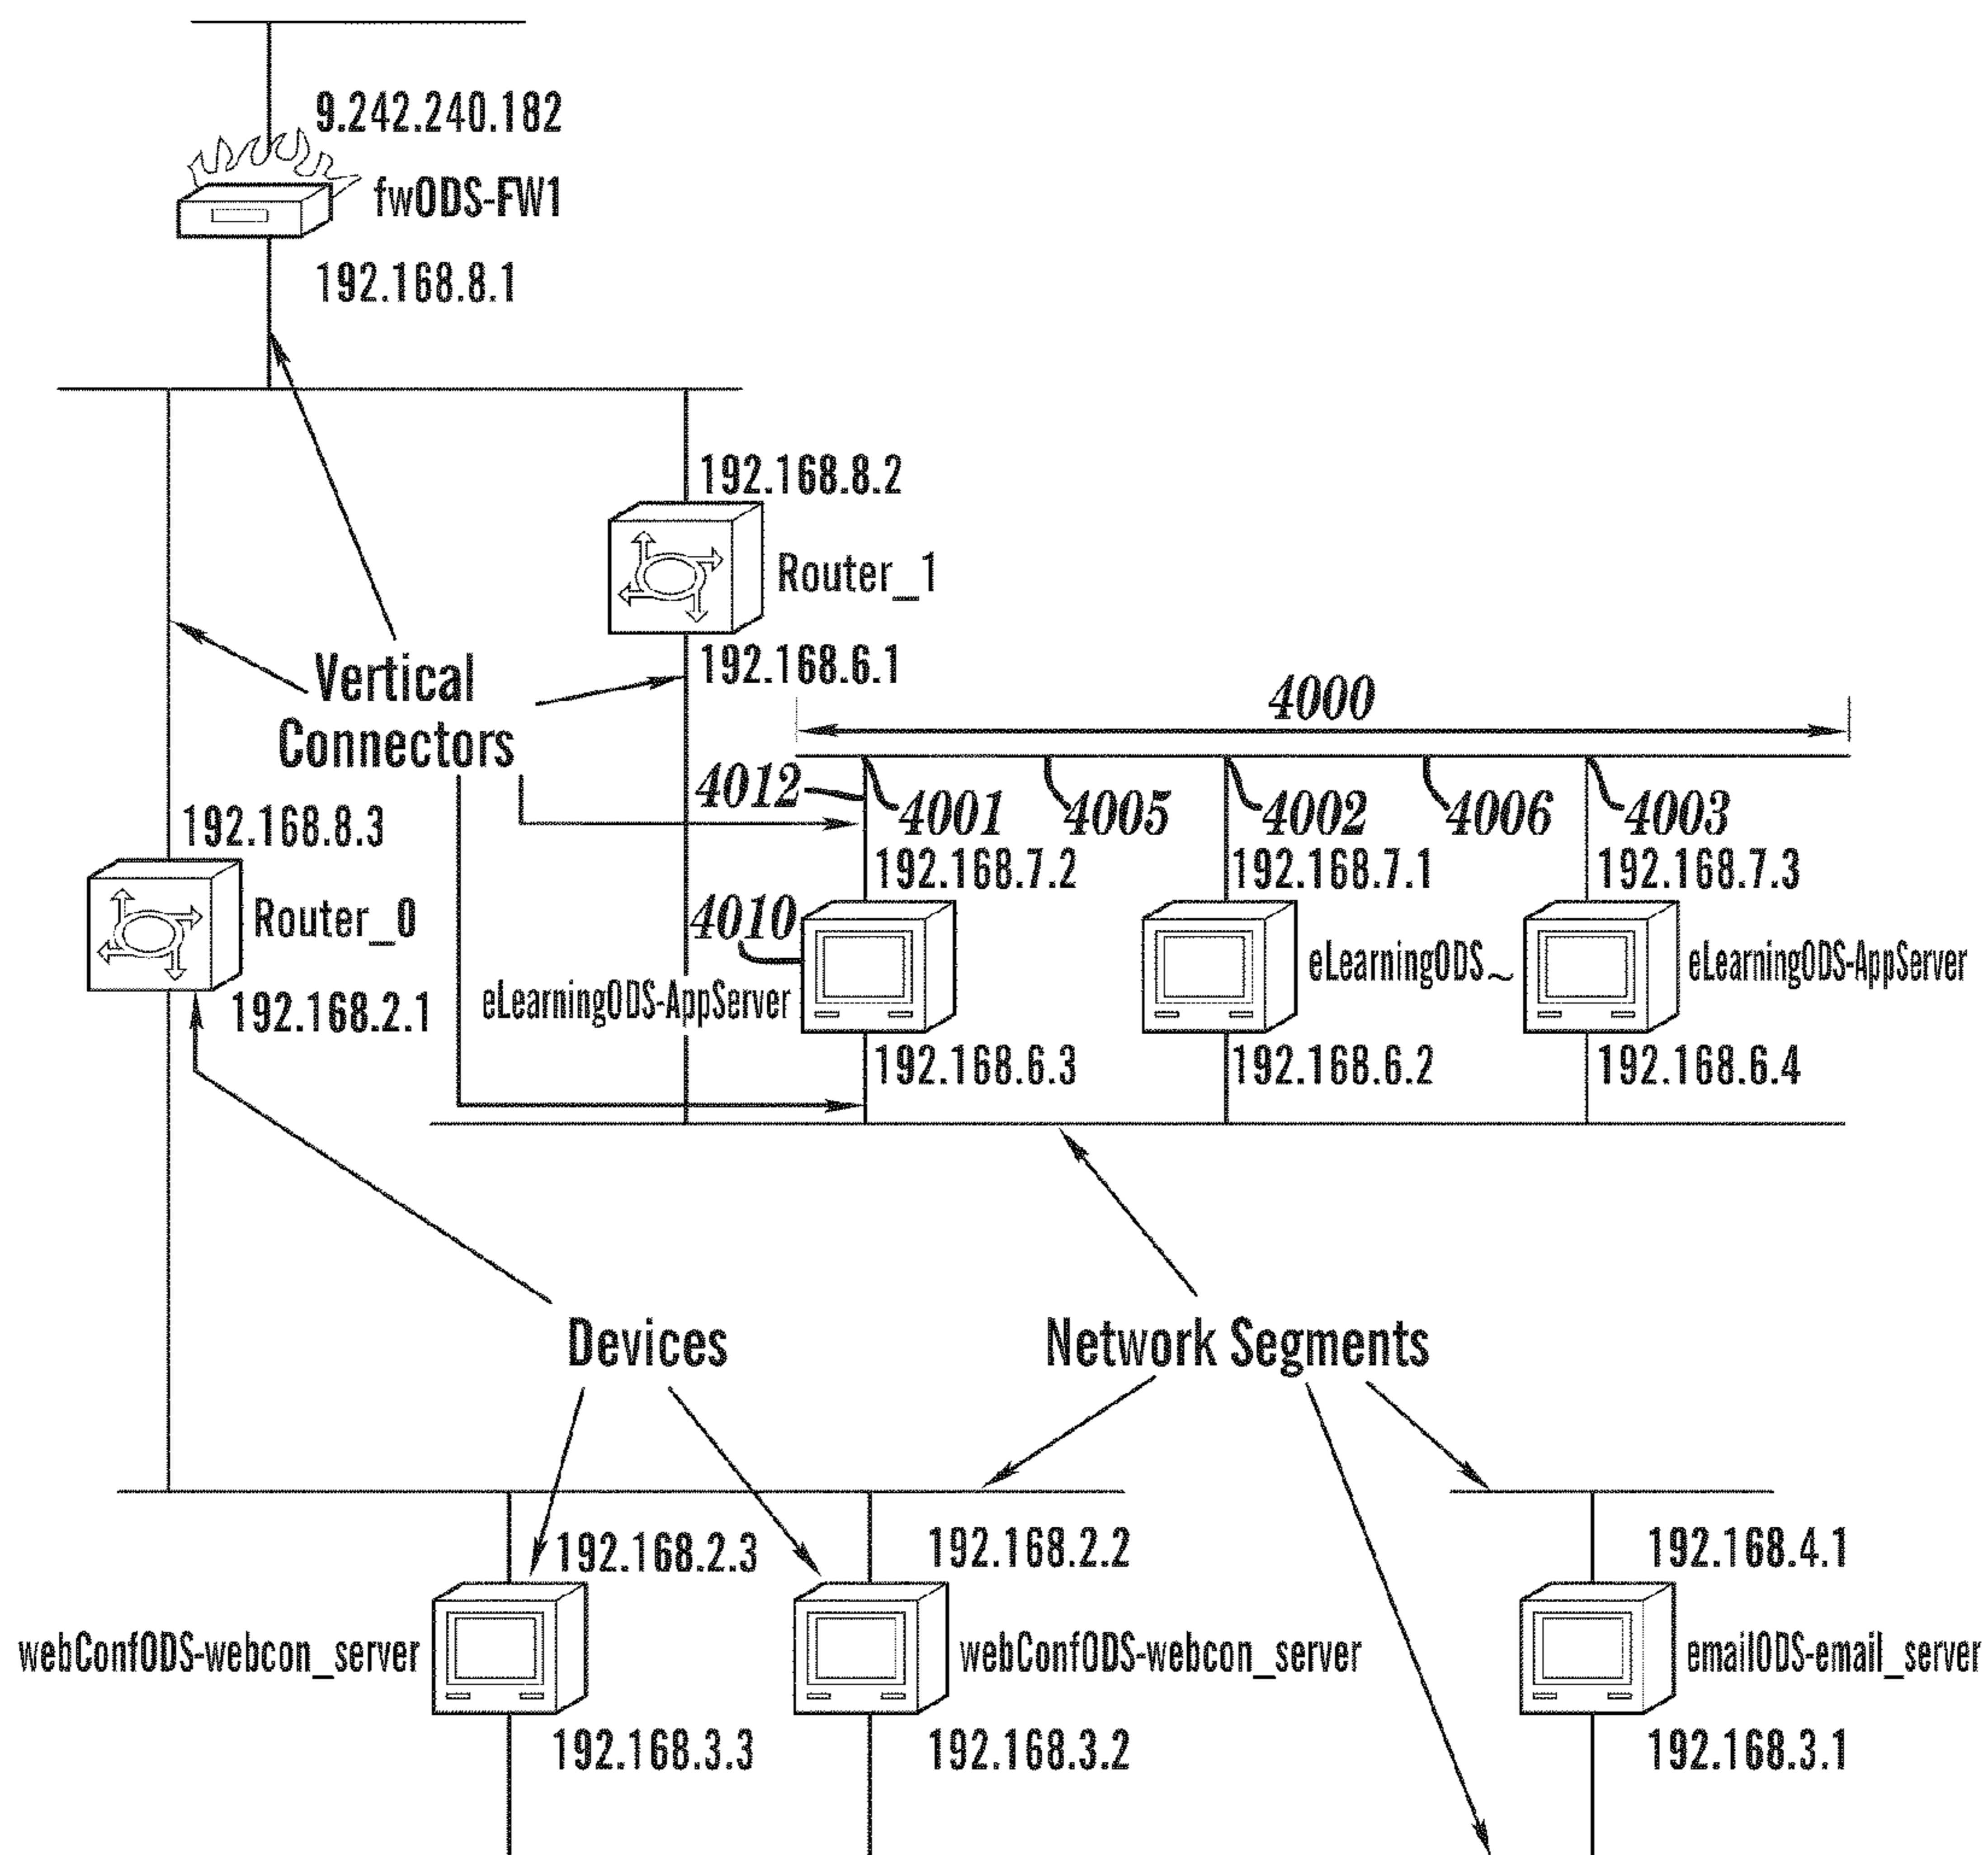 9.242.240.182
fwODS-FW1
192.168.8.1
192.168.8.2
Router_1
192.168.6.1
Vertical
Connectors
4000
4012
4001
4005
4002
4006
4003
192.168.8.3
192.168.7.2
192.168.7.1
192.168.7.3
Router_0
4010
eLearningODS-AppServer
eLearningODS~
eLearningODS-AppServer
192.168.2.1
192.168.6.3
192.168.6.2
192.168.6.4
Devices
Network Segments
192.168.2.3
192.168.2.2
192.168.4.1
webConfODS-webcon_server
webConfODS-webcon_server
emailODS-email_server
192.168.3.3
192.168.3.2
192.168.3.1